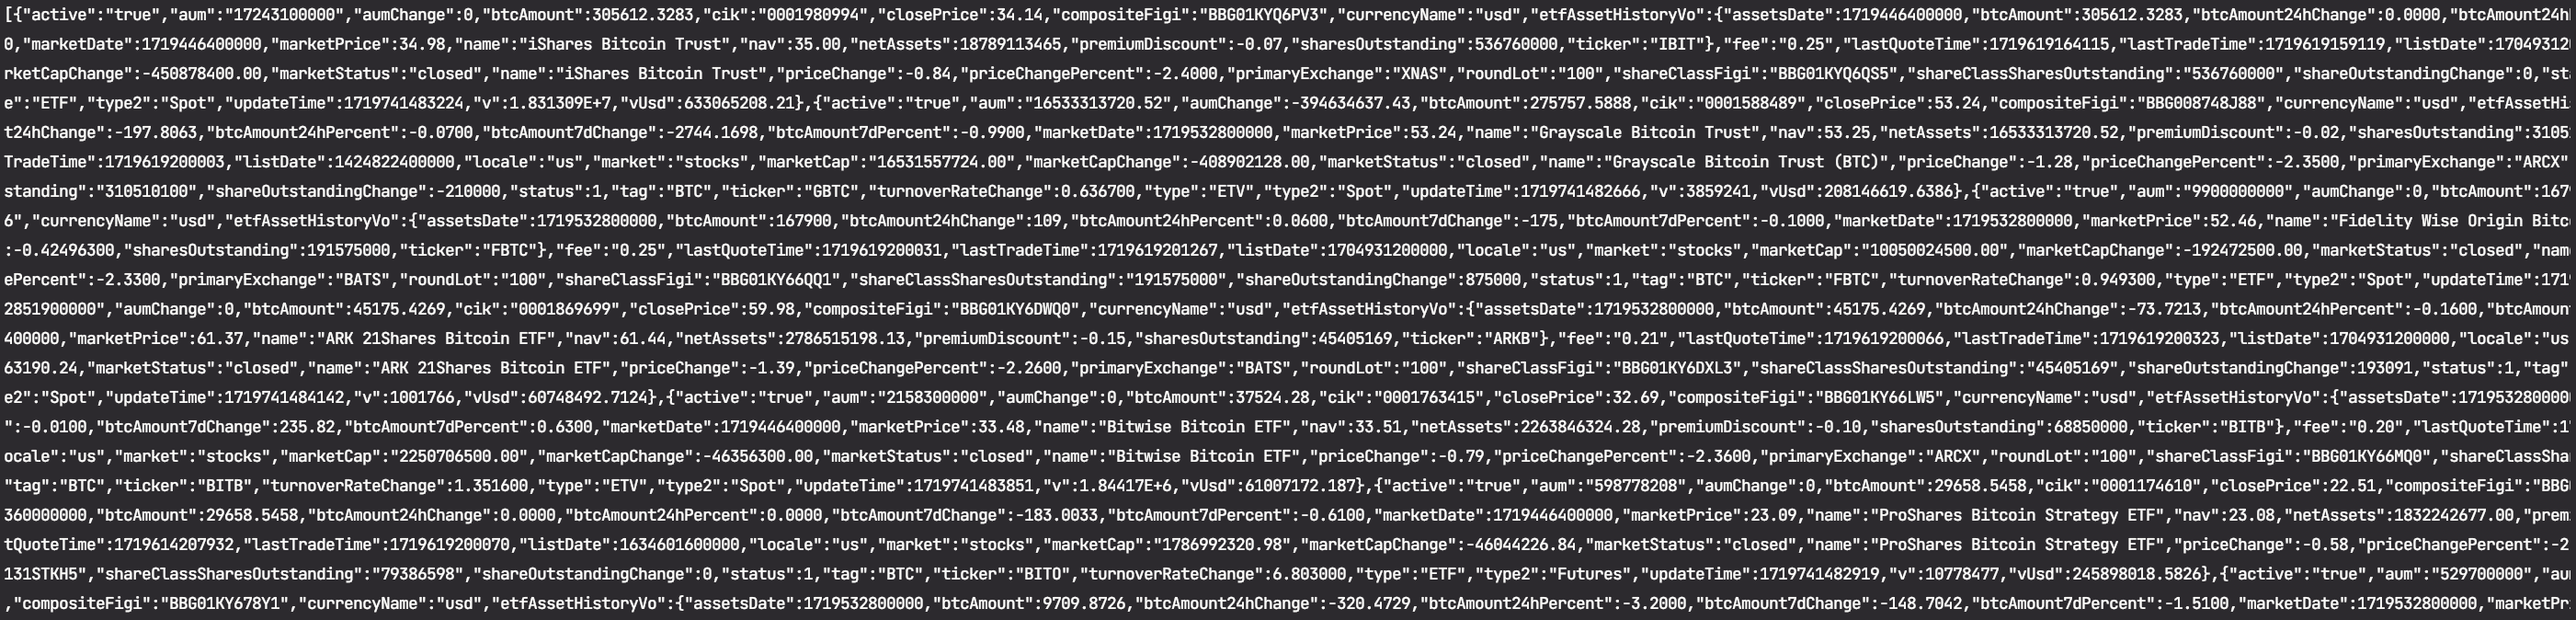 [{"active":"true","aum":"17243100000","aumChange":0,"btcAmount":305612.3283,"cik":"0001980994","closePrice":34.14,"compositeFigi":"BBG01KYQ6PV3","currencyName":"usd","etfAssetHistoryVo":{"assetsDate":1719446400000,"btcAmount":305612.3283,"btcAmount24hChange":0.0000,"btcAmount24h
0,"marketDate":1719446400000,"marketPrice":34.98,"name":"iShares Bitcoin Trust","nav":35.00,"netAssets":18789113465,"premiumDiscount":-0.07,"sharesOutstanding":536760000,"ticker":"IBIT"},"fee":"0.25","lastQuoteTime":1719619164115,"lastTradeTime":1719619159119,"listDate":17049312
rketCapChange":-450878400.00,"marketStatus":"closed","name":"iShares Bitcoin Trust","priceChange":-0.84,"priceChangePercent":-2.4000,"primaryExchange":"XNAS","roundLot":"100","shareClassFigi":"BBG01KYQ6QS5","shareClassSharesOutstanding":"536760000","shareOutstandingChange":0,"st
e":"ETF","type2":"Spot","updateTime":1719741483224,"v":1.831309E+7,"vUsd":633065208.21},{"active":"true","aum":"16533313720.52","aumChange":-394634637.43,"btcAmount":275757.5888,"cik":"0001588489","closePrice":53.24,"compositeFigi":"BBG008748J88","currencyName":"usd","etfAssetHi
t24hChange":-197.8063,"btcAmount24hPercent":-0.0700,"btcAmount7dChange":-2744.1698,"btcAmount7dPercent":-0.9900,"marketDate":1719532800000,"marketPrice":53.24,"name":"Grayscale Bitcoin Trust","nav":53.25,"netAssets":16533313720.52,"premiumDiscount":-0.02,"sharesOutstanding":3105
TradeTime":1719619200003,"listDate":1424822400000,"locale":"us","market":"stocks","marketCap":"16531557724.00","marketCapChange":-408902128.00,"marketStatus":"closed","name":"Grayscale Bitcoin Trust (BTC)","priceChange":-1.28,"priceChangePercent":-2.3500,"primaryExchange":"ARCX"
standing":"310510100","shareOutstandingChange":-210000,"status":1,"tag":"BTC","ticker":"GBTC","turnoverRateChange":0.636700,"type":"ETV","type2":"Spot","updateTime":1719741482666,"v":3859241,"vUsd":208146619.6386},{"active":"true","aum":"9900000000","aumChange":0,"btcAmount":167
6","currencyName":"usd","etfAssetHistoryVo":{"assetsDate":1719532800000,"btcAmount":167900,"btcAmount24hChange":109,"btcAmount24hPercent":0.0600,"btcAmount7dChange":-175,"btcAmount7dPercent":-0.1000,"marketDate":1719532800000,"marketPrice":52.46,"name":"Fidelity Wise Origin Bitc
:-0.42496300,"sharesOutstanding":191575000,"ticker":"FBTC"},"fee":"0.25","lastQuoteTime":1719619200031,"lastTradeTime":1719619201267,"listDate":1704931200000,"locale":"us","market":"stocks","marketCap":"10050024500.00","marketCapChange":-192472500.00,"marketStatus":"closed","nam
ePercent":-2.3300,"primaryExchange":"BATS","roundLot":"100","shareClassFigi":"BBG01KY66QQ1","shareClassSharesOutstanding":"191575000","shareOutstandingChange":875000,"status":1,"tag":"BTC","ticker":"FBTC","turnoverRateChange":0.949300,"type":"ETF","type2":"Spot","updateTime":171
2851900000","aumChange":0,"btcAmount":45175.4269,"cik":"0001869699","closePrice":59.98,"compositeFigi":"BBG01KY6DWQ0","currencyName":"usd","etfAssetHistoryVo":{"assetsDate":1719532800000,"btcAmount":45175.4269,"btcAmount24hChange":-73.7213,"btcAmount24hPercent":-0.1600,"btcAmoun
400000,"marketPrice":61.37,"name":"ARK 21Shares Bitcoin ETF","nav":61.44,"netAssets":2786515198.13,"premiumDiscount":-0.15,"sharesOutstanding":45405169,"ticker":"ARKB"},"fee":"0.21","lastQuoteTime":1719619200066,"lastTradeTime":1719619200323,"listDate":1704931200000,"locale":"us
63190.24,"marketStatus":"closed","name":"ARK 21Shares Bitcoin ETF","priceChange":-1.39,"priceChangePercent":-2.2600,"primaryExchange":"BATS","roundLot":"100","shareClassFigi":"BBG01KY6DXL3","shareClassSharesOutstanding":"45405169","shareOutstandingChange":193091,"status":1,"tag"
e2":"Spot","updateTime":1719741484142,"v":1001766,"vUsd":60748492.7124},{"active":"true","aum":"2158300000","aumChange":0,"btcAmount":37524.28,"cik":"0001763415","closePrice":32.69,"compositeFigi":"BBG01KY66LW5","currencyName":"usd","etfAssetHistoryVo":{"assetsDate":171953280000
":-0.0100,"btcAmount7dChange":235.82,"btcAmount7dPercent":0.6300,"marketDate":1719446400000,"marketPrice":33.48,"name":"Bitwise Bitcoin ETF","nav":33.51,"netAssets":2263846324.28,"premiumDiscount":-0.10,"sharesOutstanding":68850000,"ticker":"BITB"},"fee":"0.20","lastQuoteTime":1
ocale":"us","market":"stocks","marketCap":"2250706500.00","marketCapChange":-46356300.00,"marketStatus":"closed","name":"Bitwise Bitcoin ETF","priceChange":-0.79,"priceChangePercent":-2.3600,"primaryExchange":"ARCX","roundLot":"100","shareClassFigi":"BBG01KY66MQ0","shareClassSha
"tag":"BTC","ticker":"BITB","turnoverRateChange":1.351600,"type":"ETV","type2":"Spot","updateTime":1719741483851,"v":1.84417E+6,"vUsd":61007172.187},{"active":"true","aum":"598778208","aumChange":0,"btcAmount":29658.5458,"cik":"0001174610","closePrice":22.51,"compositeFigi":"BBG
360000000,"btcAmount":29658.5458,"btcAmount24hChange":0.0000,"btcAmount24hPercent":0.0000,"btcAmount7dChange":-183.0033,"btcAmount7dPercent":-0.6100,"marketDate":1719446400000,"marketPrice":23.09,"name":"ProShares Bitcoin Strategy ETF","nav":23.08,"netAssets":1832242677.00,"prem
tQuoteTime":1719614207932,"lastTradeTime":1719619200070,"listDate":1634601600000,"locale":"us","market":"stocks","marketCap":"1786992320.98","marketCapChange":-46044226.84,"marketStatus":"closed","name":"ProShares Bitcoin Strategy ETF","priceChange":-0.58,"priceChangePercent":-2
131STKH5","shareClassSharesOutstanding":"79386598","shareOutstandingChange":0,"status":1,"tag":"BTC","ticker":"BITO","turnoverRateChange":6.803000,"type":"ETF","type2":"Futures","updateTime":1719741482919,"v":10778477,"vUsd":245898018.5826},{"active":"true","aum":"529700000","au
,"compositeFigi":"BBG01KY678Y1","currencyName":"usd","etfAssetHistoryVo":{"assetsDate":1719532800000,"btcAmount":9709.8726,"btcAmount24hChange":-320.4729,"btcAmount24hPercent":-3.2000,"btcAmount7dChange":-148.7042,"btcAmount7dPercent":-1.5100,"marketDate":1719532800000,"marketPr